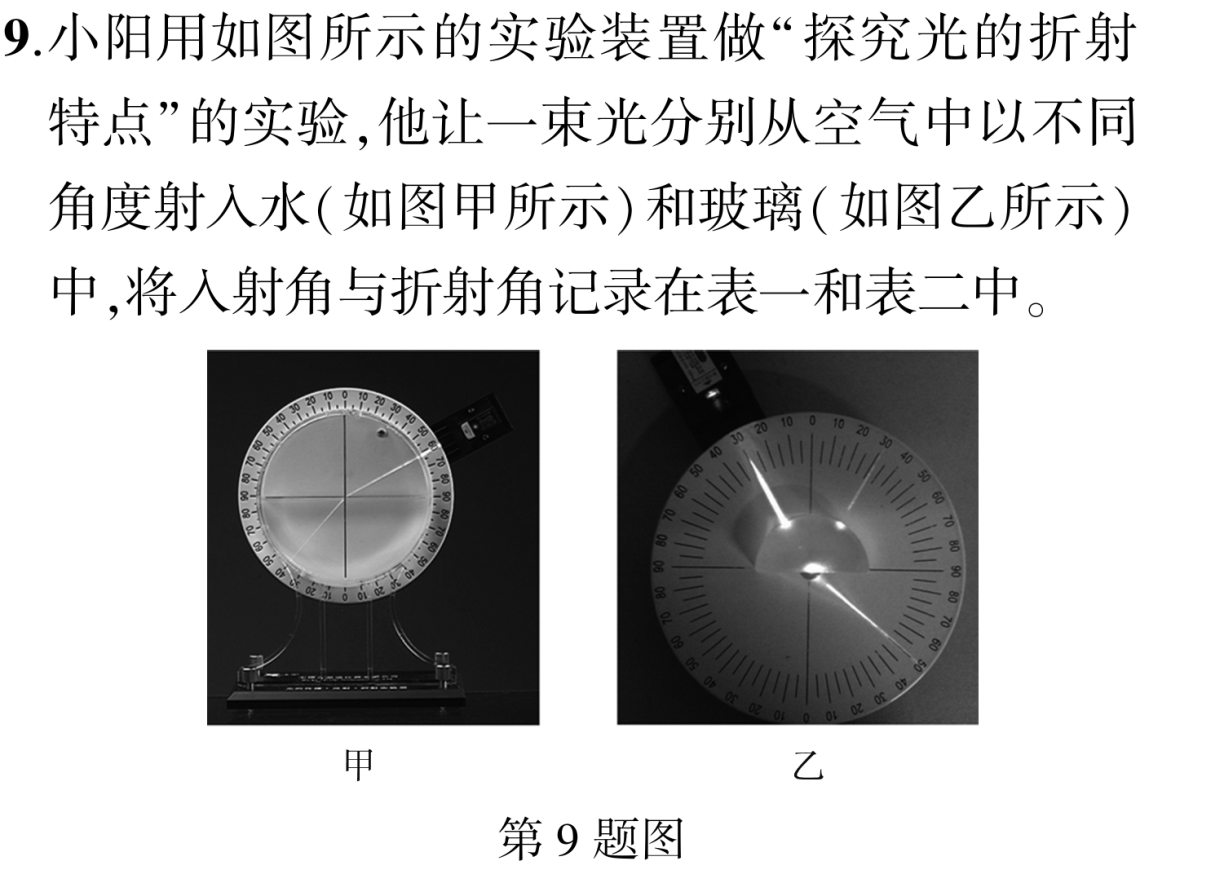 9.小阳用如图所示的实验装置做“探究光的折射
特点”的实验,他让一束光分别从空气中以不同
角度射入水(如图甲所示)和玻璃(如图乙所示)
中,将入射角与折射角记录在表一和表二中。
甲
乙
第 9 题图